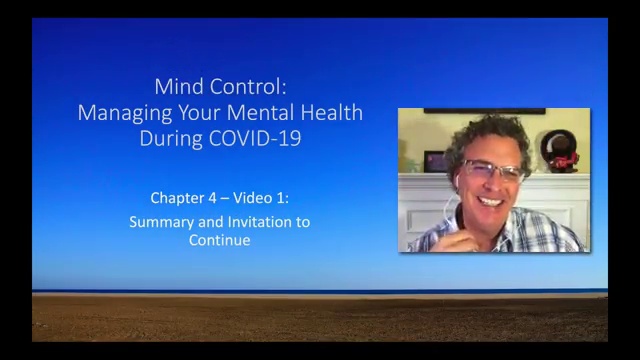 Mind Control:
Managing Your Mental Health
During COVID-19
Chapter 4 – Video 1:
Summary and Invitation to
Continue